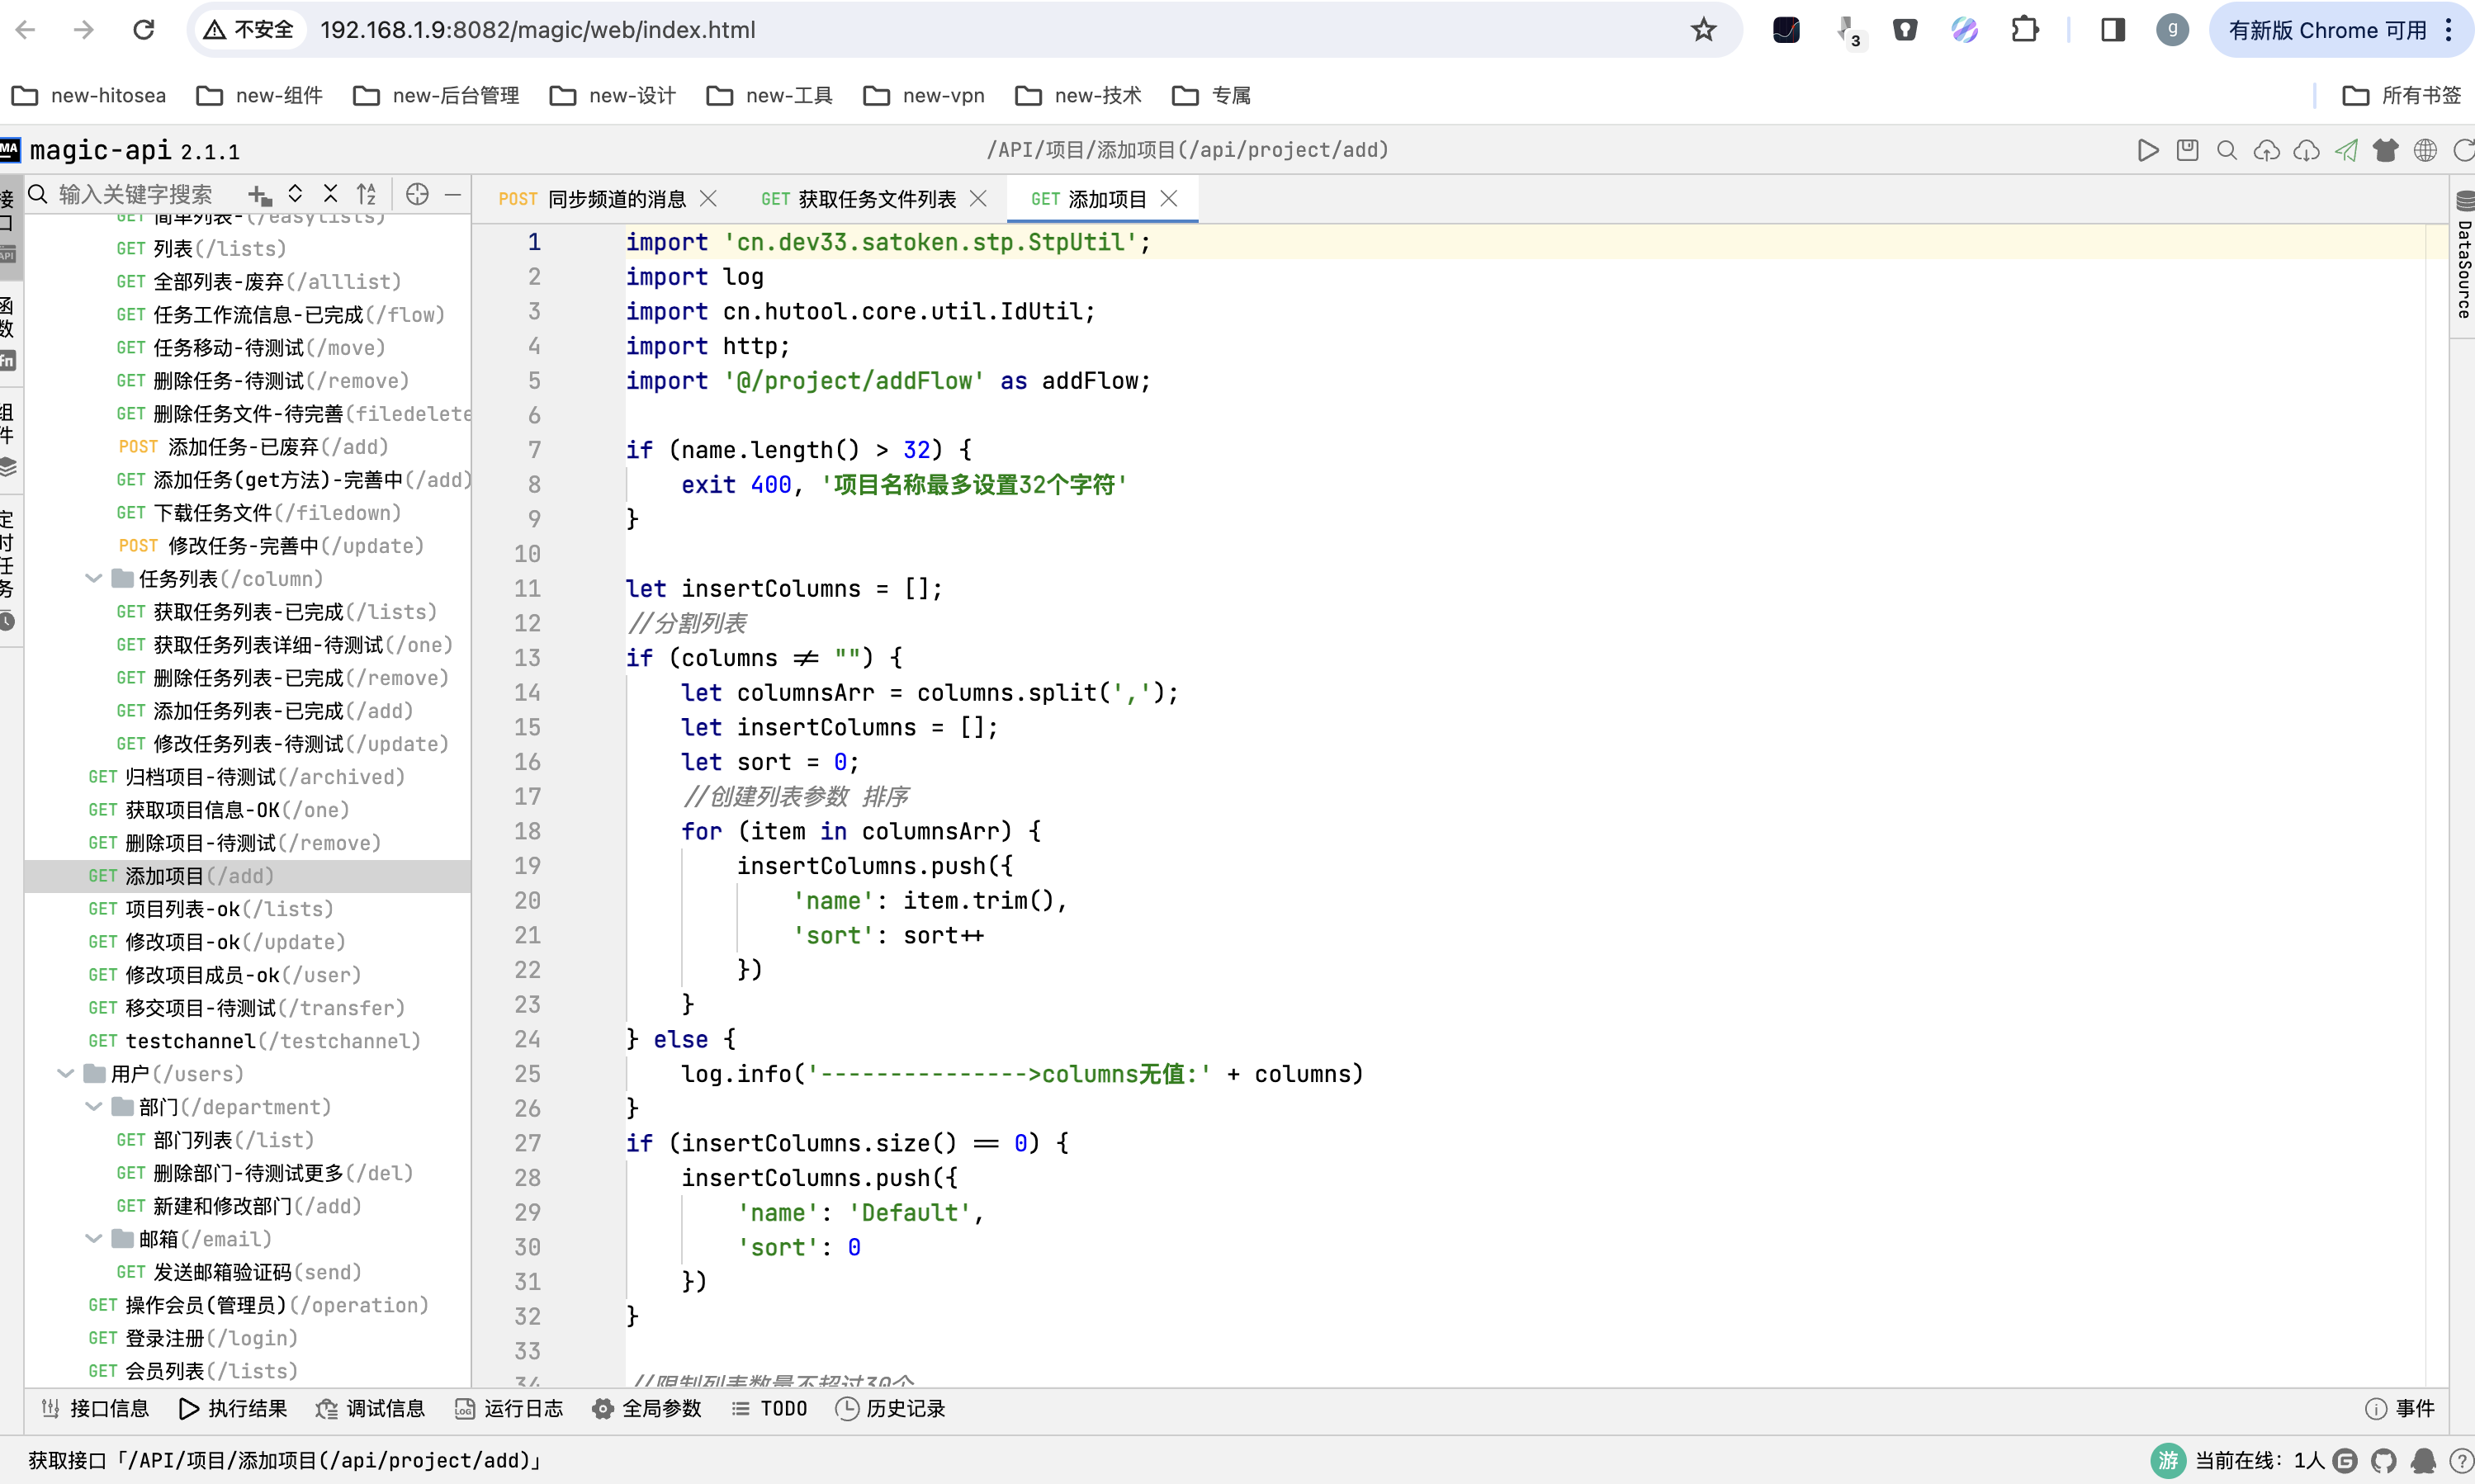 不安全 192.168.1.9:8082/magic/web/index.html 3 g 有新版 Chrome 可用
new-hitosea new-组件 new-后台管理 new-设计 new-工具 new-vpn new-技术 专属 所有书签
MA magic-api 2.1.1 /API/项目/添加项目(/api/project/add)
接口 API
函数 fn
组件
定时任务
输入关键字搜索
GET 简单列表-(/easylists)
GET 列表(/lists)
GET 全部列表-废弃(/alllist)
GET 任务工作流信息-已完成(/flow)
GET 任务移动-待测试(/move)
GET 删除任务-待测试(/remove)
GET 删除任务文件-待完善(filedelete
POST 添加任务-已废弃(/add)
GET 添加任务(get方法)-完善中(/add)
GET 下载任务文件(/filedown)
POST 修改任务-完善中(/update)
任务列表(/column)
GET 获取任务列表-已完成(/lists)
GET 获取任务列表详细-待测试(/one)
GET 删除任务列表-已完成(/remove)
GET 添加任务列表-已完成(/add)
GET 修改任务列表-待测试(/update)
GET 归档项目-待测试(/archived)
GET 获取项目信息-OK(/one)
GET 删除项目-待测试(/remove)
GET 添加项目(/add)
GET 项目列表-ok(/lists)
GET 修改项目-ok(/update)
GET 修改项目成员-ok(/user)
GET 移交项目-待测试(/transfer)
GET testchannel(/testchannel)
用户(/users)
部门(/department)
GET 部门列表(/list)
GET 删除部门-待测试更多(/del)
GET 新建和修改部门(/add)
邮箱(/email)
GET 发送邮箱验证码(send)
GET 操作会员(管理员)(/operation)
GET 登录注册(/login)
GET 会员列表(/lists)
POST 同步频道的消息 GET 获取任务文件列表 GET 添加项目
1 import 'cn.dev33.satoken.stp.StpUtil';
2 import log
3 import cn.hutool.core.util.IdUtil;
4 import http;
5 import '@/project/addFlow' as addFlow;
6
7 if (name.length() > 32) {
8 exit 400, '项目名称最多设置32个字符'
9 }
10
11 let insertColumns = [];
12 //分割列表
13 if (columns != "") {
14 let columnsArr = columns.split(',');
15 let insertColumns = [];
16 let sort = 0;
17 //创建列表参数 排序
18 for (item in columnsArr) {
19 insertColumns.push({
20 'name': item.trim(),
21 'sort': sort++
22 })
23 }
24 } else {
25 log.info('--------------->columns无值:' + columns)
26 }
27 if (insertColumns.size() == 0) {
28 insertColumns.push({
29 'name': 'Default',
30 'sort': 0
31 })
32 }
33
34 //限制列表数量不超过30个
DataSource
接口信息 执行结果 调试信息 LOG 运行日志 全局参数 TODO 历史记录 事件
获取接口「/API/项目/添加项目(/api/project/add)」 游 当前在线: 1人